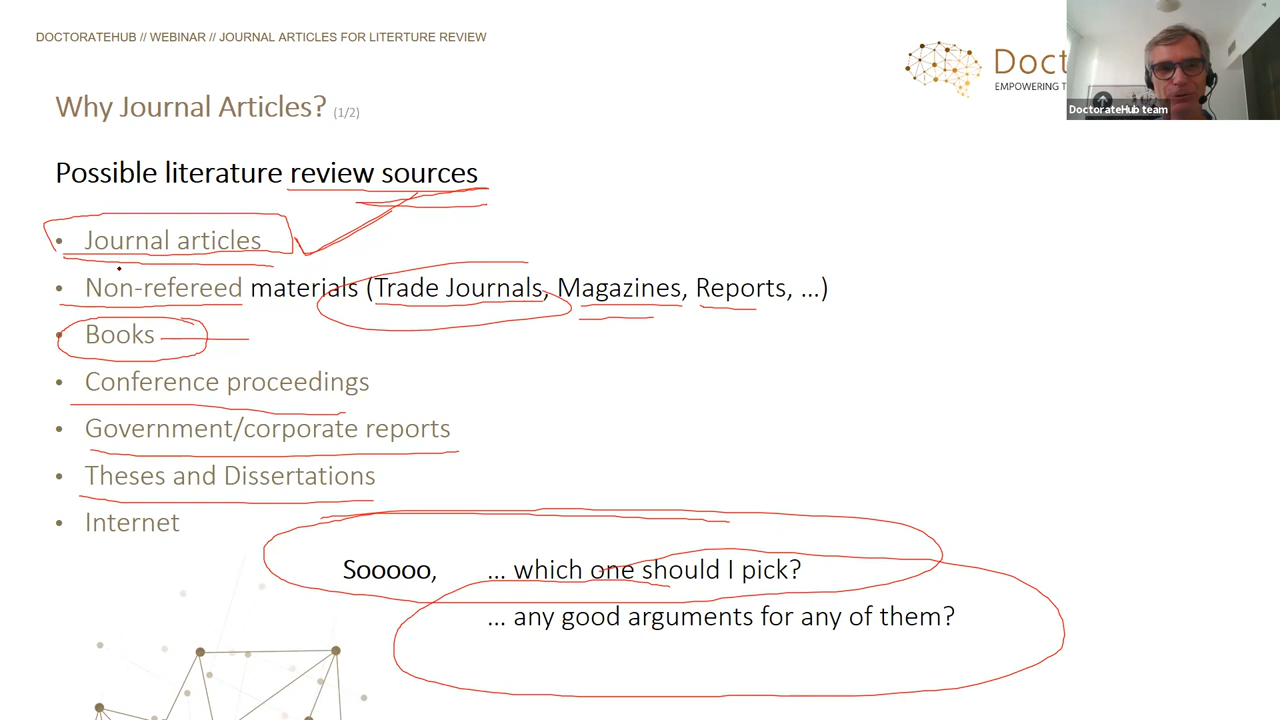 DOCTORATEHUB // WEBINAR // JOURNAL ARTICLES FOR LITERTURE REVIEW
Doct
EMPOWERING T
DoctorateHub team
Why Journal Articles? (1/2)
Possible literature review sources
• Journal articles
• Non-refereed materials (Trade Journals, Magazines, Reports, ...)
• Books
• Conference proceedings
• Government/corporate reports
• Theses and Dissertations
• Internet
Sooooo, ... which one should I pick?
... any good arguments for any of them?